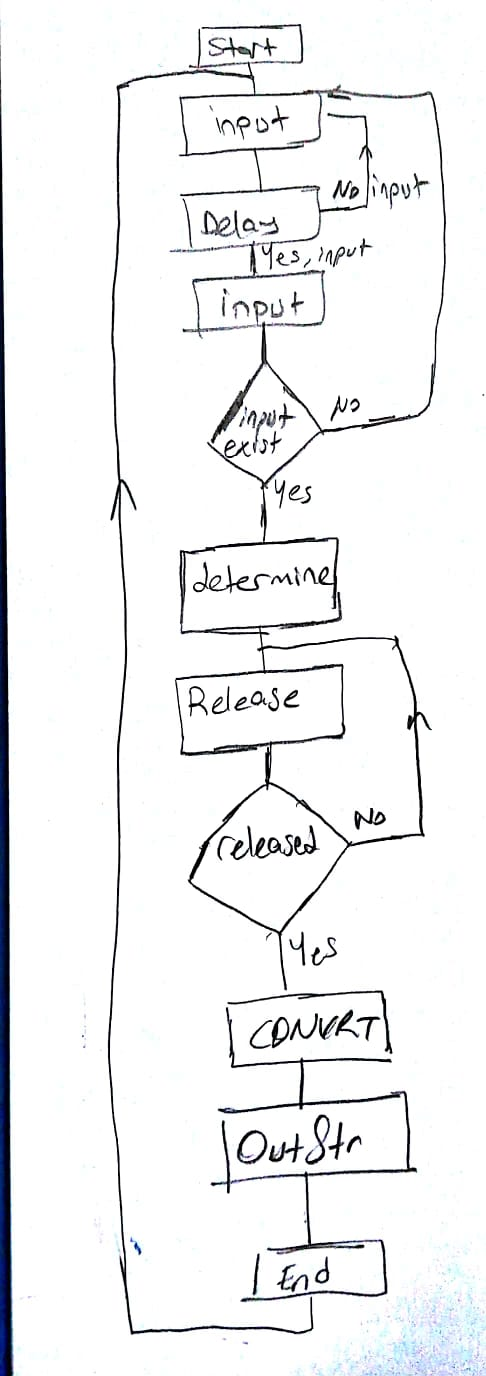 Start
input
No input
Delay
Yes, input
input
input
exist
No
Yes
determine
Release
released
No
Yes
CONVERT
OutStr
End